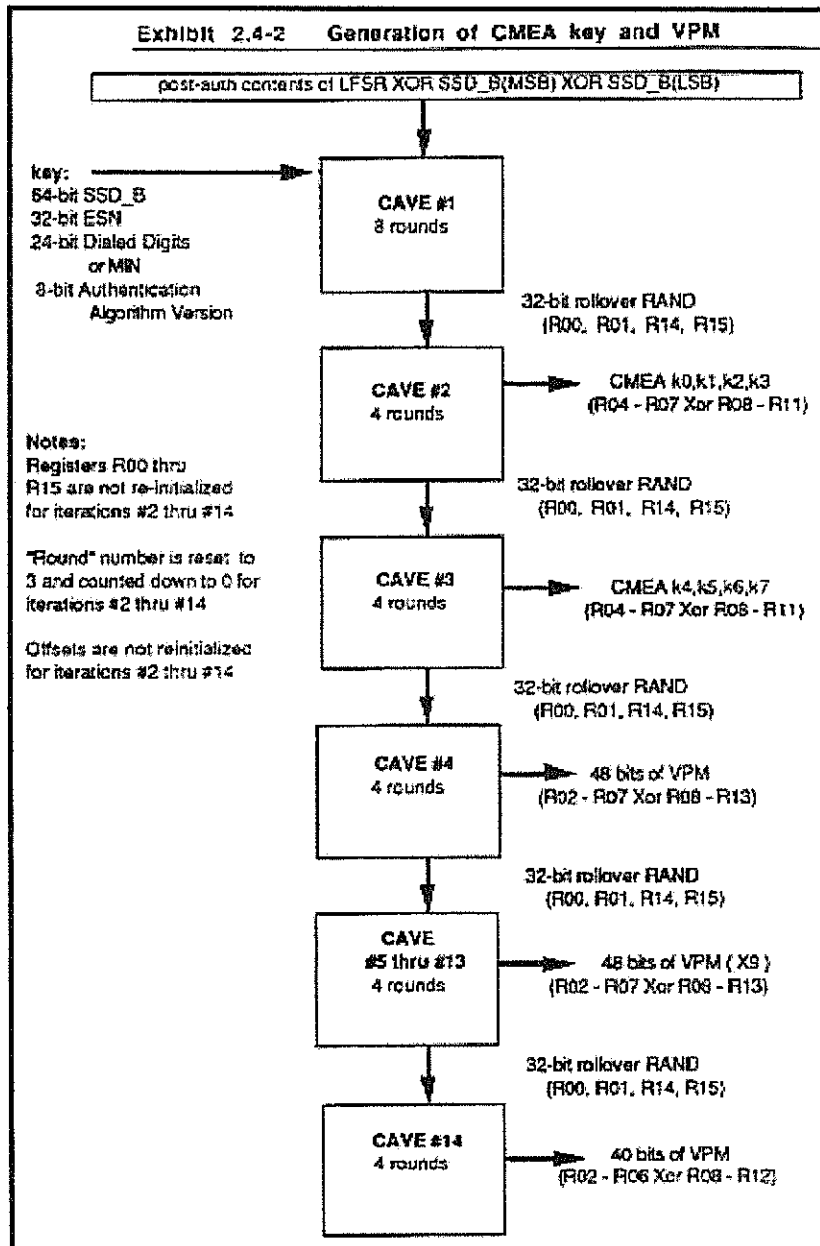 Exhibit 2.4-2 Generation of CMEA key and VPM
post-auth contents of LFSR XOR SSD_B(MSB) XOR SSD_B(LSB)
key:
64-bit SSD_B
32-bit ESN
24-bit Dialed Digits
or MIN
8-bit Authentication
Algorithm Version
CAVE #1
8 rounds
32-bit rollover RAND
(R00, R01, R14, R15)
CAVE #2
4 rounds
CMEA k0,k1,k2,k3
(R04 - R07 Xor R08 - R11)
Notes:
Registers R00 thru
R15 are not re-initialized
for iterations #2 thru #14
"Round" number is reset to
3 and counted down to 0 for
iterations #2 thru #14
Offsets are not reinitialized
for iterations #2 thru #14
32-bit rollover RAND
(R00, R01, R14, R15)
CAVE #3
4 rounds
CMEA k4,k5,k6,k7
(R04 - R07 Xor R08 - R11)
32-bit rollover RAND
(R00, R01, R14, R15)
CAVE #4
4 rounds
48 bits of VPM
(R02 - R07 Xor R08 - R13)
32-bit rollover RAND
(R00, R01, R14, R15)
CAVE
#5 thru #13
4 rounds
48 bits of VPM ( X9 )
(R02 - R07 Xor R08 - R13)
32-bit rollover RAND
(R00, R01, R14, R15)
CAVE #14
4 rounds
40 bits of VPM
(R02 - R06 Xor R08 - R12)